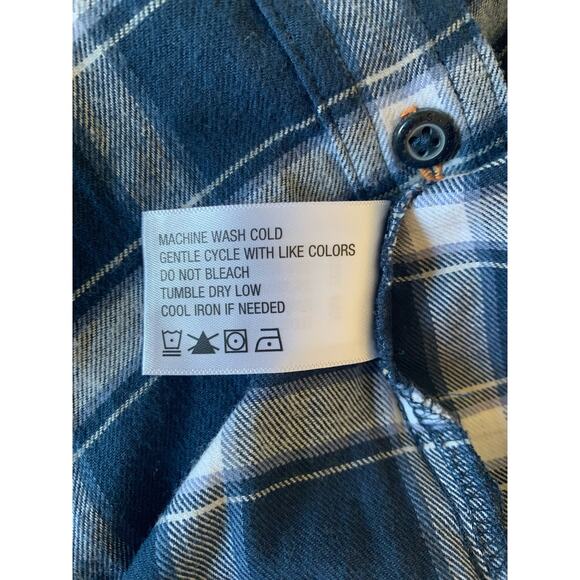 MACHINE WASH COLD
GENTLE CYCLE WITH LIKE COLORS
DO NOT BLEACH
TUMBLE DRY LOW
COOL IRON IF NEEDED